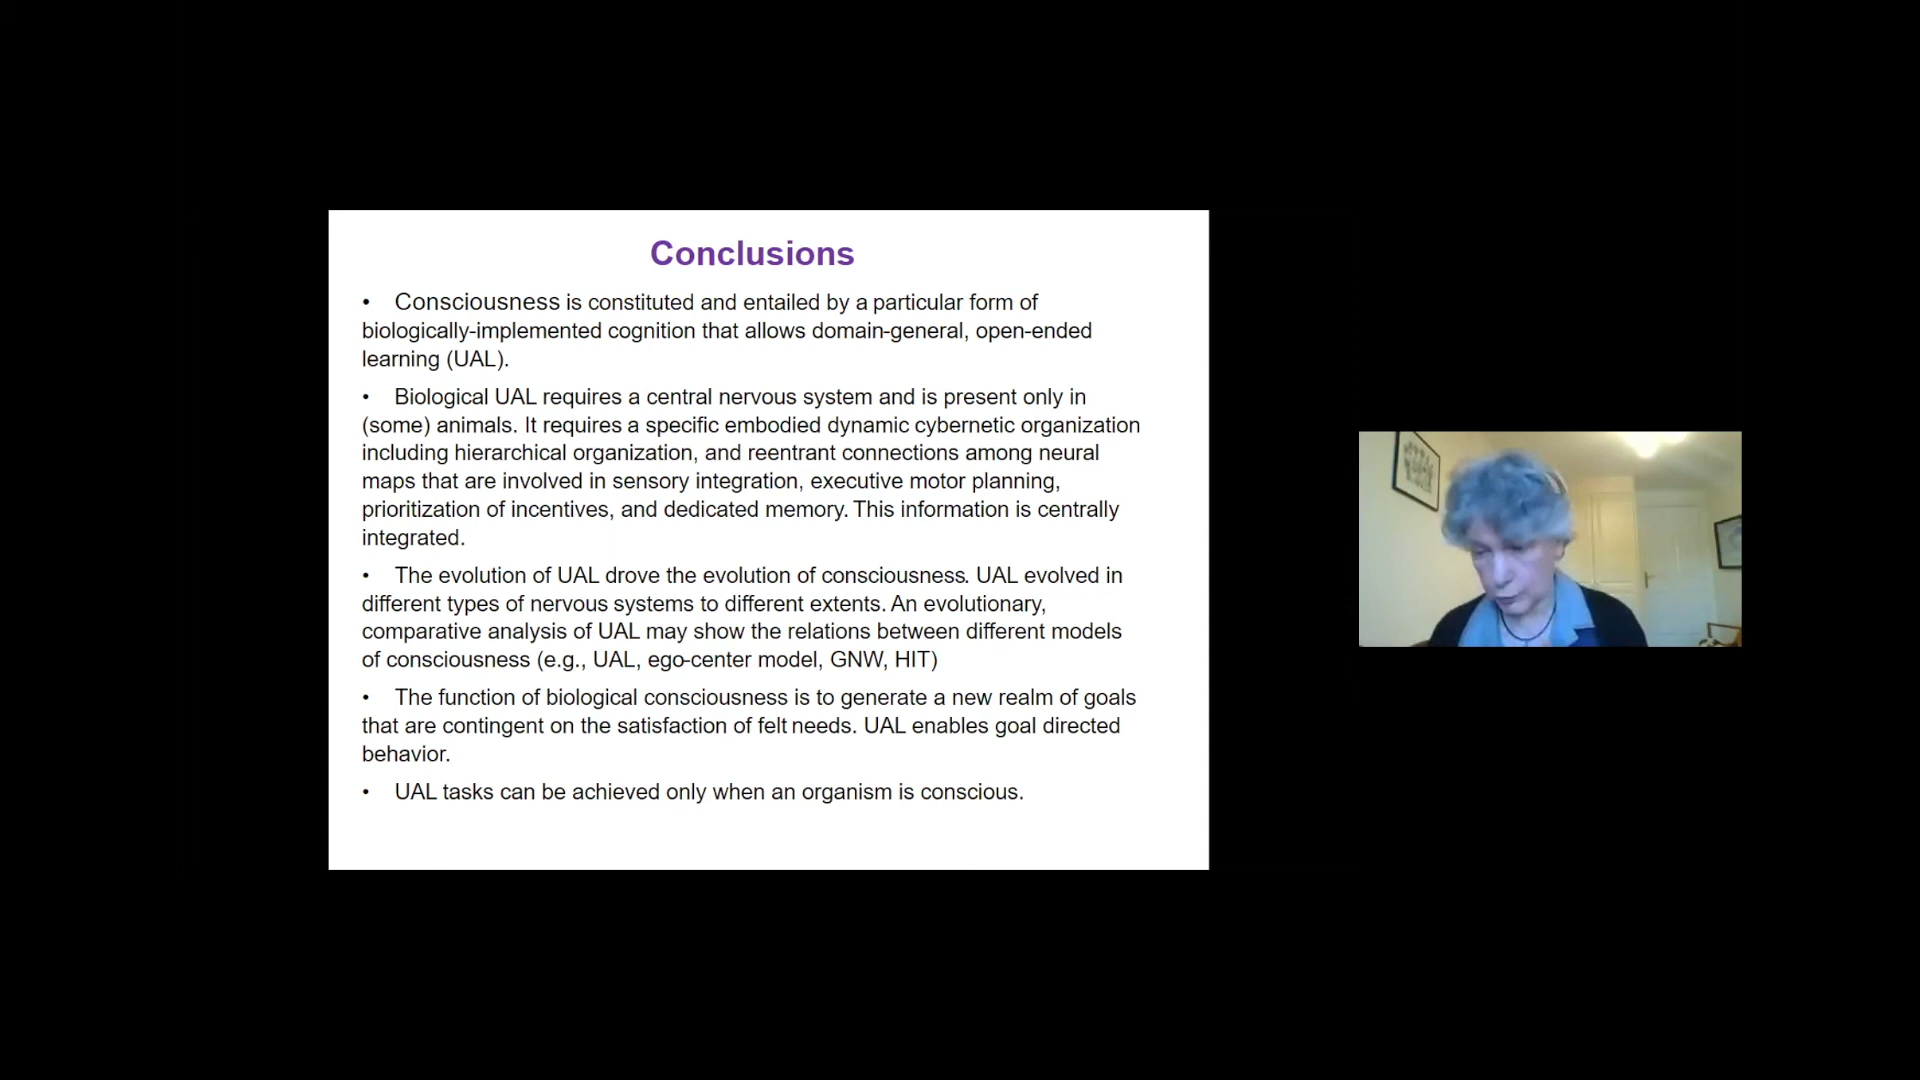 Conclusions
• Consciousness is constituted and entailed by a particular form of
biologically-implemented cognition that allows domain-general, open-ended
learning (UAL).
• Biological UAL requires a central nervous system and is present only in
(some) animals. It requires a specific embodied dynamic cybernetic organization
including hierarchical organization, and reentrant connections among neural
maps that are involved in sensory integration, executive motor planning,
prioritization of incentives, and dedicated memory. This information is centrally
integrated.
• The evolution of UAL drove the evolution of consciousness. UAL evolved in
different types of nervous systems to different extents. An evolutionary,
comparative analysis of UAL may show the relations between different models
of consciousness (e.g., UAL, ego-center model, GNW, HIT)
• The function of biological consciousness is to generate a new realm of goals
that are contingent on the satisfaction of felt needs. UAL enables goal directed
behavior.
• UAL tasks can be achieved only when an organism is conscious.